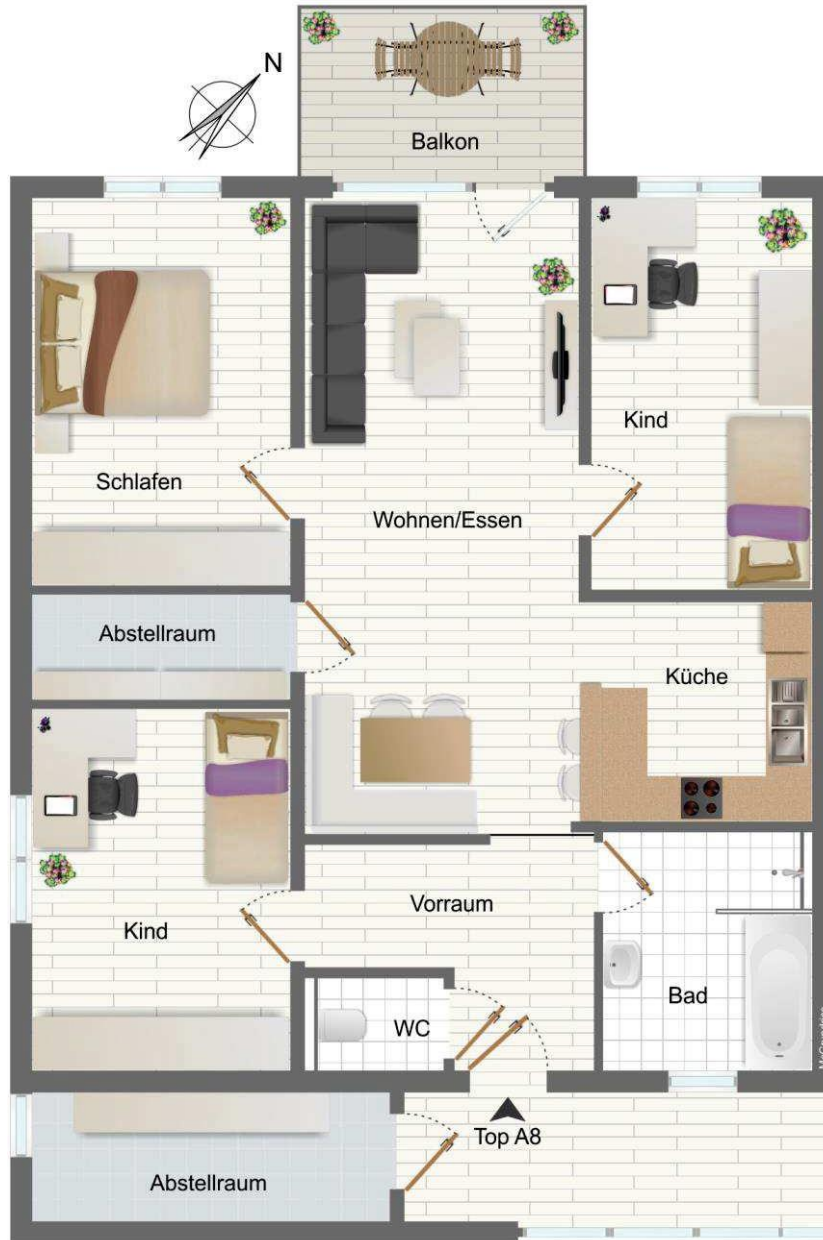 N
Balkon
Kind
Schlafen
Wohnen/Essen
Abstellraum
Küche
Vorraum
Kind
Bad
WC
Top A8
Abstellraum